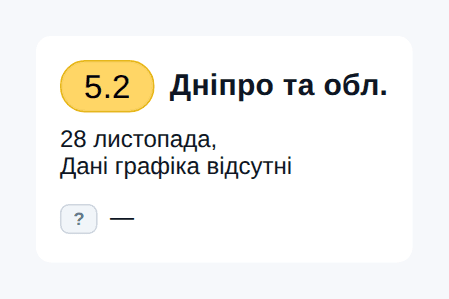 5.2 Дніпро та обл.
28 листопада,
Дані графіка відсутні
? —